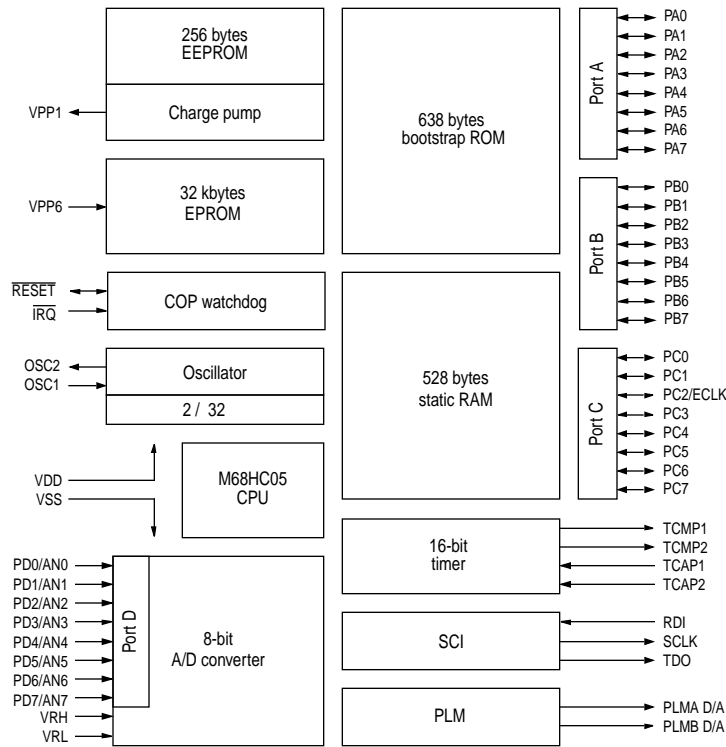 256 bytes
EEPROM
Charge pump
VPP1
32 kbytes
EPROM
VPP6
COP watchdog
RESET
IRQ
Oscillator
2 / 32
OSC2
OSC1
M68HC05
CPU
VDD
VSS
PD0/AN0
PD1/AN1
PD2/AN2
PD3/AN3
PD4/AN4
PD5/AN5
PD6/AN6
PD7/AN7
VRH
VRL
Port D
8-bit
A/D converter
638 bytes
bootstrap ROM
528 bytes
static RAM
16-bit
timer
SCI
PLM
Port A
PA0
PA1
PA2
PA3
PA4
PA5
PA6
PA7
Port B
PB0
PB1
PB2
PB3
PB4
PB5
PB6
PB7
Port C
PC0
PC1
PC2/ECLK
PC3
PC4
PC5
PC6
PC7
TCMP1
TCMP2
TCAP1
TCAP2
RDI
SCLK
TDO
PLMA D/A
PLMB D/A